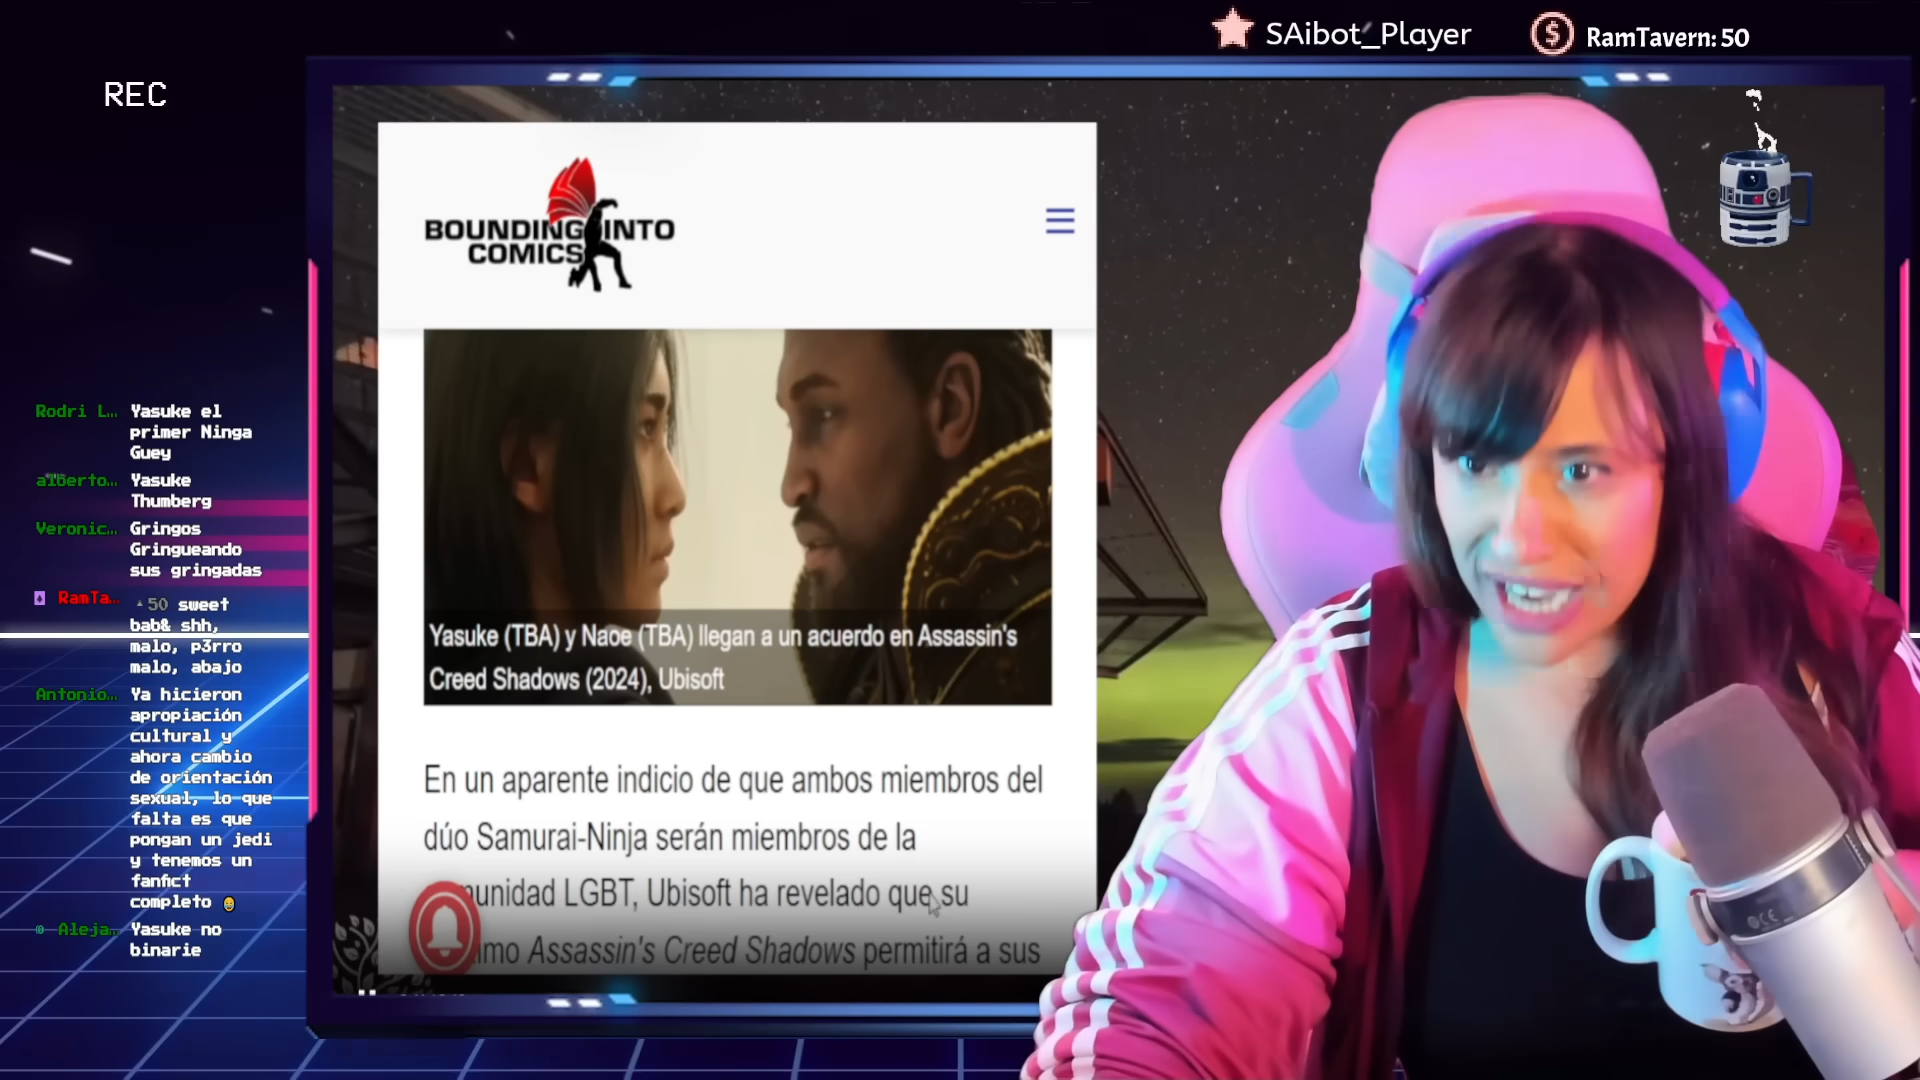 SAibot_Player
RamTavern: 50
REC
BOUNDING INTO
COMICS
Yasuke (TBA) y Naoe (TBA) llegan a un acuerdo en Assassin's
Creed Shadows (2024), Ubisoft
En un aparente indicio de que ambos miembros del
dúo Samurai-Ninja serán miembros de la
LGBT, Ubisoft ha revelado que su
Assassin's Creed Shadows permitirá a sus
Rodri L… Yasuke el
primer Ninga
Guey
alberto… Yasuke
Thumberg
Veronic… Gringos
Gringueando
sus gringadas
RamTa… 50 sweet
bab& shh,
malo, p3rro
malo, abajo
Antonio… Ya hicieron
apropiación
cultural y
ahora cambio
de orientación
sexual, lo que
falta es que
pongan un jedi
y tenemos un
fanfict
completo 😄
Aleja… Yasuke no
binarie